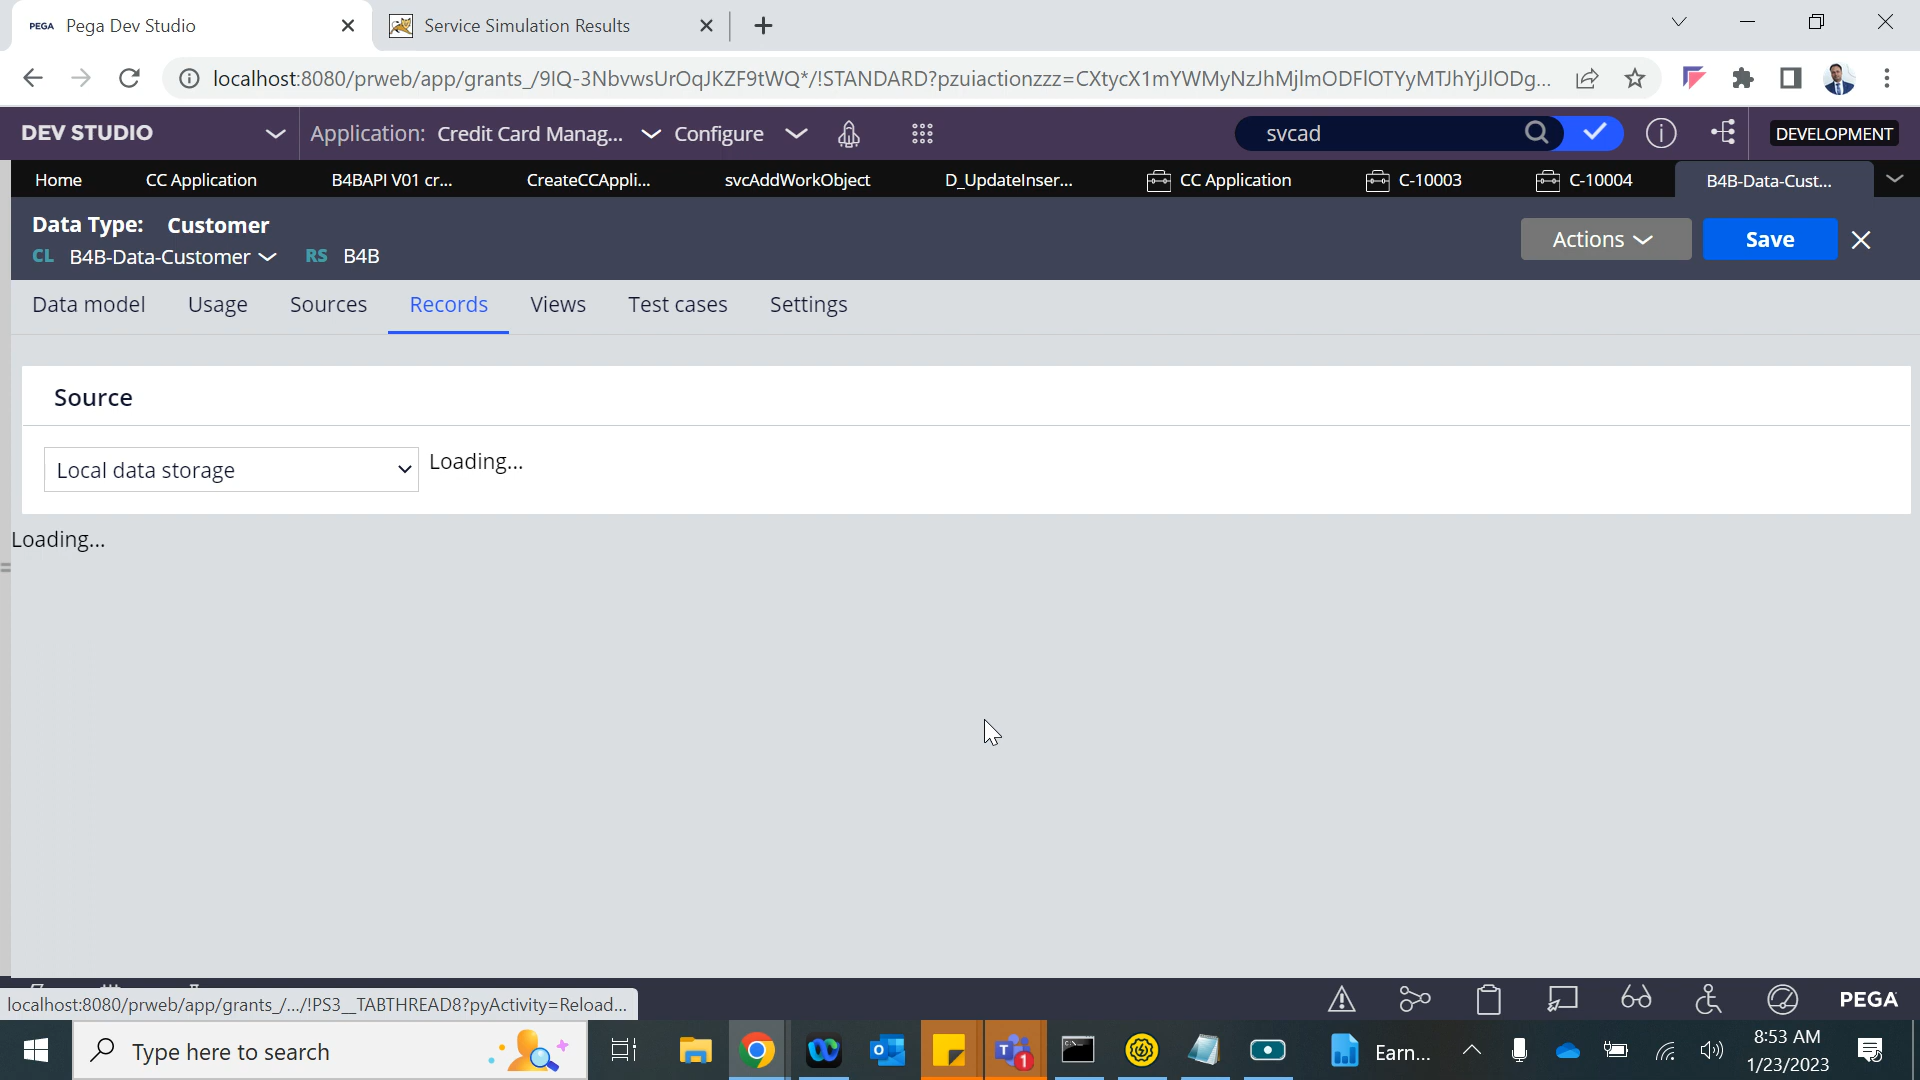 PEGA Pega Dev Studio
Service Simulation Results
localhost:8080/prweb/app/grants_/9IQ-3NbvwsUrOqJKZF9tWQ*/!STANDARD?pzuiactionzzz=CXtycX1mYWMyNzJhMjlmODFlOTYyMTJhYjJlODg...
DEV STUDIO
Application: Credit Card Manag...
Configure
svcad
DEVELOPMENT
Home
CC Application
B4BAPI V01 cr...
CreateCCAppli...
svcAddWorkObject
D_UpdateInser...
CC Application
C-10003
C-10004
B4B-Data-Cust...
Data Type: Customer
CL B4B-Data-Customer RS B4B
Actions
Save
Data model
Usage
Sources
Records
Views
Test cases
Settings
Source
Local data storage
Loading...
Loading...
localhost:8080/prweb/app/grants_/.../!PS3__TABTHREAD8?pyActivity=Reload...
PEGA
Type here to search
1
Earn...
8:53 AM
1/23/2023